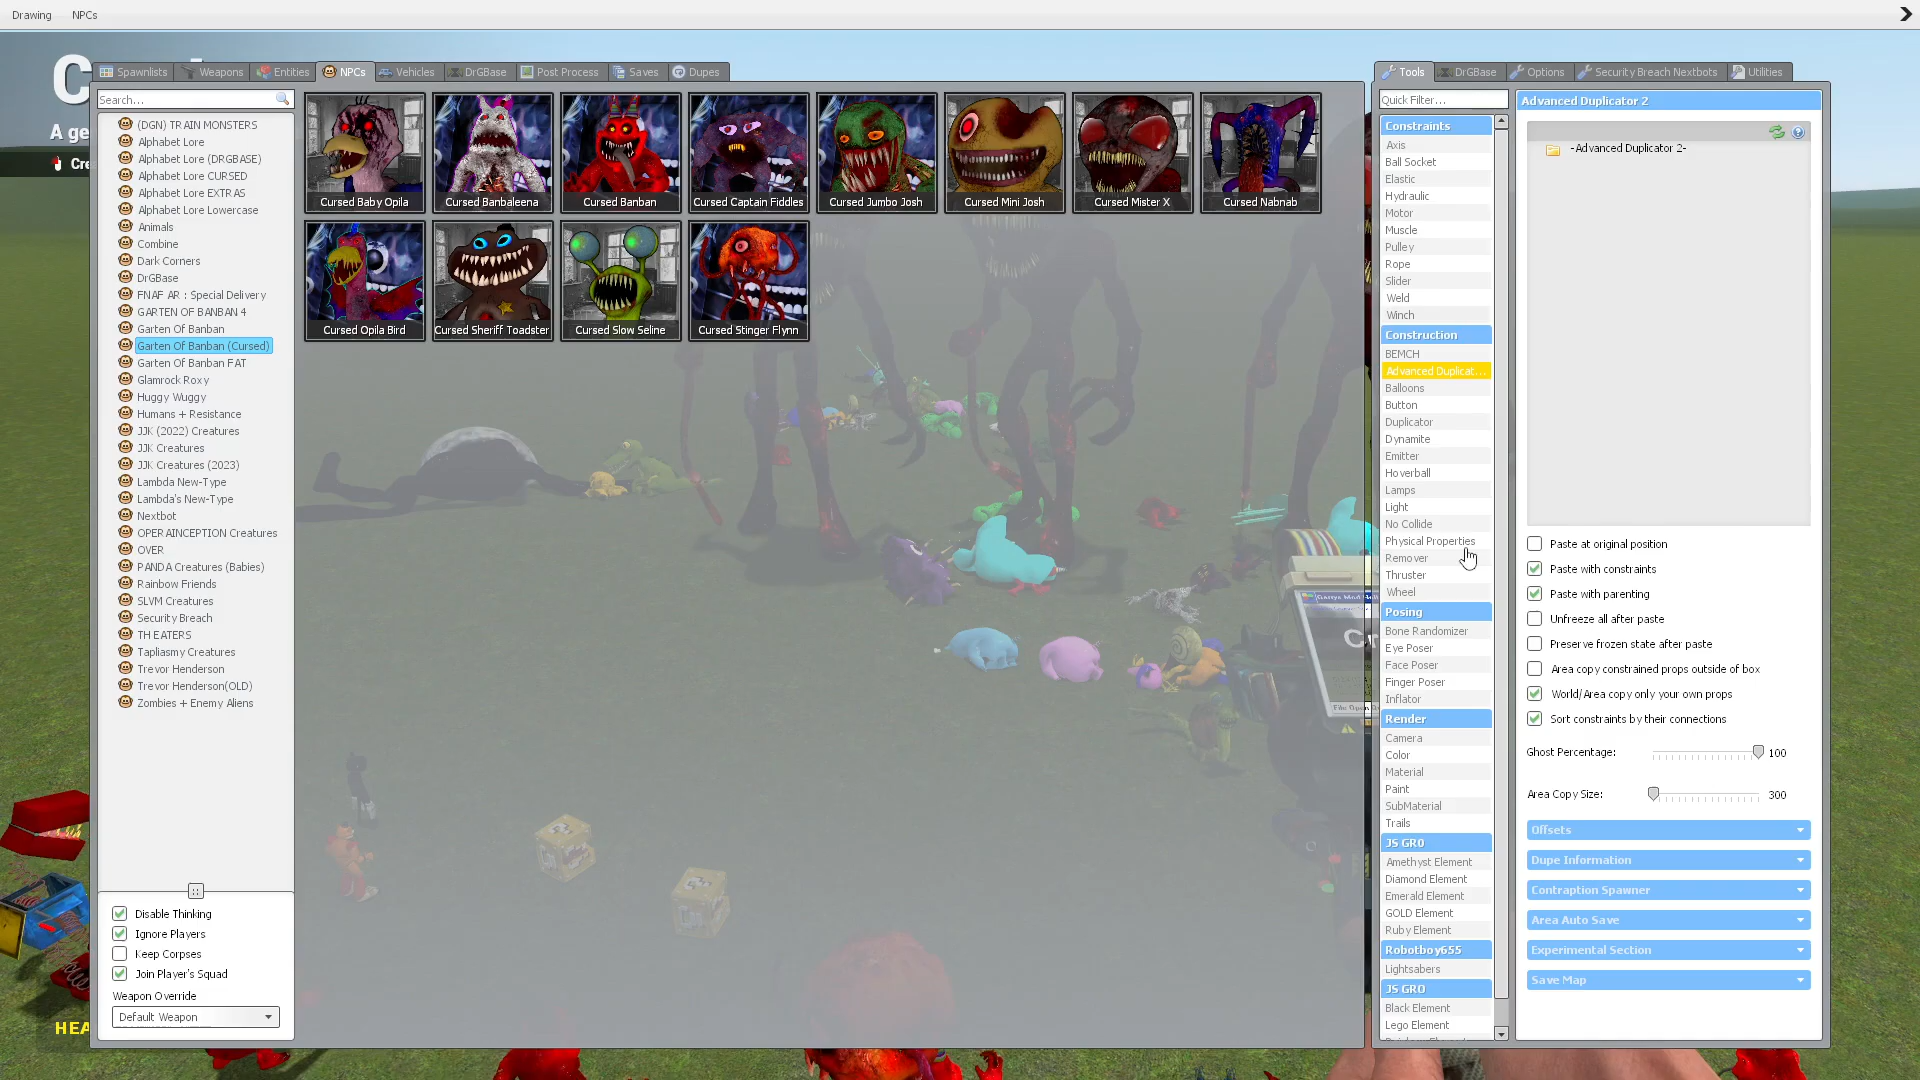 Drawing NPCs
C
A ge
Cre
Spawnlists Weapons Entities NPCs Vehicles DrGBase Post Process Saves Dupes
Search...
(DGN) TRAIN MONSTERS
Alphabet Lore
Alphabet Lore (DRGBASE)
Alphabet Lore CURSED
Alphabet Lore EXTRAS
Alphabet Lore Lowercase
Animals
Combine
Dark Corners
DrGBase
FNAF AR : Special Delivery
GARTEN OF BANBAN 4
Garten Of Banban
Garten Of Banban (Cursed)
Garten Of Banban FAT
Glamrock Roxy
Huggy Wuggy
Humans + Resistance
JJK (2022) Creatures
JJK Creatures
JJK Creatures (2023)
Lambda New-Type
Lambda's New-Type
Nextbot
OPERAINCEPTION Creatures
OVER
PANDA Creatures (Babies)
Rainbow Friends
SLVM Creatures
Security Breach
TH EATERS
Tapliasmy Creatures
Trevor Henderson
Trevor Henderson(OLD)
Zombies + Enemy Aliens
Disable Thinking
Ignore Players
Keep Corpses
Join Player's Squad
Weapon Override
Default Weapon
HEA
Cursed Baby Opila Cursed Banbaleena Cursed Banban Cursed Captain Fiddles Cursed Jumbo Josh Cursed Mini Josh Cursed Mister X Cursed Nabnab
Cursed Opila Bird Cursed Sheriff Toadster Cursed Slow Seline Cursed Stinger Flynn
Tools DrGBase Options Security Breach Nextbots Utilities
Quick Filter...
Constraints
Axis
Ball Socket
Elastic
Hydraulic
Motor
Muscle
Pulley
Rope
Slider
Weld
Winch
Construction
BEMCH
Advanced Duplicat...
Balloons
Button
Duplicator
Dynamite
Emitter
Hoverball
Lamps
Light
No Collide
Physical Properties
Remover
Thruster
Wheel
Posing
Bone Randomizer
Eye Poser
Face Poser
Finger Poser
Inflator
Render
Camera
Color
Material
Paint
SubMaterial
Trails
JS GR0
Amethyst Element
Diamond Element
Emerald Element
GOLD Element
Ruby Element
Robotboy655
Lightsabers
JS GRO
Black Element
Lego Element
Advanced Duplicator 2
-Advanced Duplicator 2-
Paste at original position
Paste with constraints
Paste with parenting
Unfreeze all after paste
Preserve frozen state after paste
Area copy constrained props outside of box
World/Area copy only your own props
Sort constraints by their connections
Ghost Percentage: 100
Area Copy Size: 300
Offsets
Dupe Information
Contraption Spawner
Area Auto Save
Experimental Section
Save Map